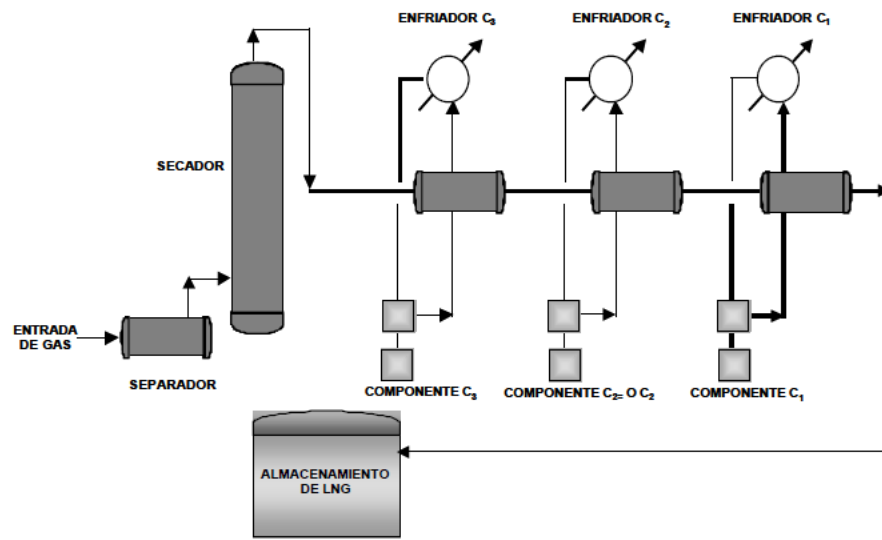 ENFRIADOR C3
ENFRIADOR C2
ENFRIADOR C1
SECADOR
ENTRADA
DE GAS
SEPARADOR
COMPONENTE C3
COMPONENTE C2= O C2
COMPONENTE C1
ALMACENAMIENTO
DE LNG